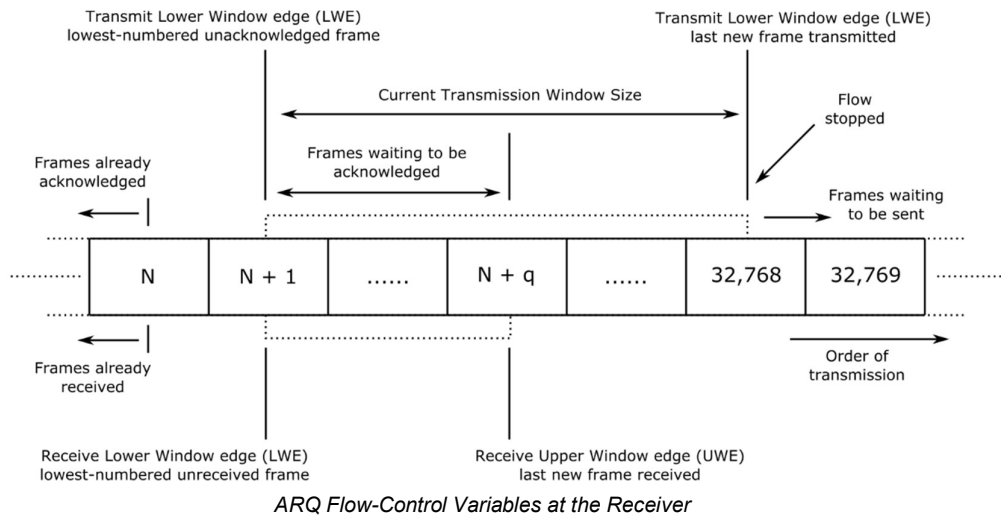 Transmit Lower Window edge (LWE)
lowest-numbered unacknowledged frame
Transmit Lower Window edge (LWE)
last new frame transmitted
Current Transmission Window Size
Flow
stopped
Frames waiting to be
acknowledged
Frames already
acknowledged
Frames waiting
to be sent
N
N + 1
......
N + q
......
32,768
32,769
Frames already
received
Order of
transmission
Receive Lower Window edge (LWE)
lowest-numbered unreceived frame
Receive Upper Window edge (UWE)
last new frame received
ARQ Flow-Control Variables at the Receiver